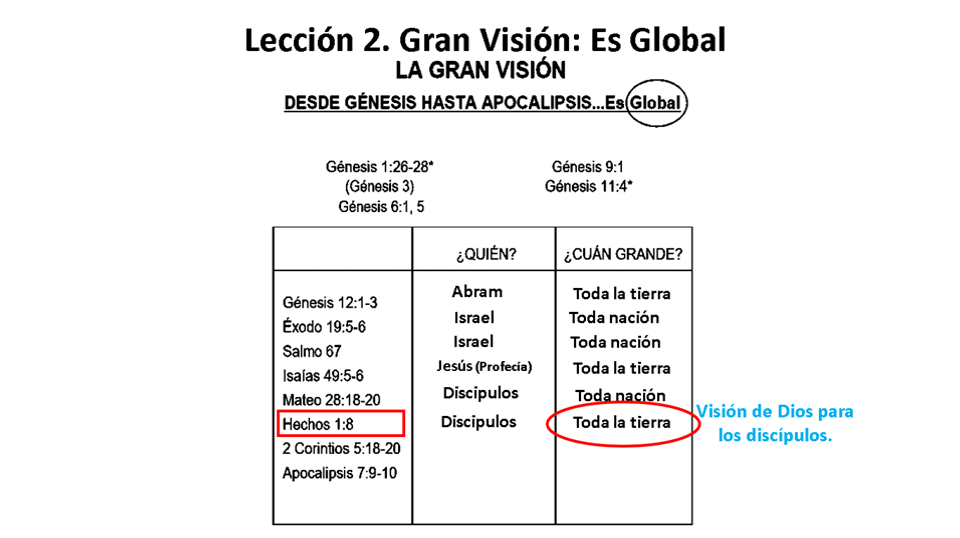 Lección 2. Gran Visión: Es Global
LA GRAN VISIÓN
DESDE GÉNESIS HASTA APOCALIPSIS...Es Global
Génesis 1:26-28* Génesis 9:1
(Génesis 3) Génesis 11:4*
Génesis 6:1, 5
¿QUIÉN? ¿CUÁN GRANDE?
Génesis 12:1-3 Abram Toda la tierra
Éxodo 19:5-6 Israel Toda nación
Salmo 67 Israel Toda nación
Isaías 49:5-6 Jesús (Profecía) Toda la tierra
Mateo 28:18-20 Discipulos Toda nación
Hechos 1:8 Discipulos Toda la tierra
2 Corintios 5:18-20
Apocalipsis 7:9-10
Visión de Dios para
los discípulos.